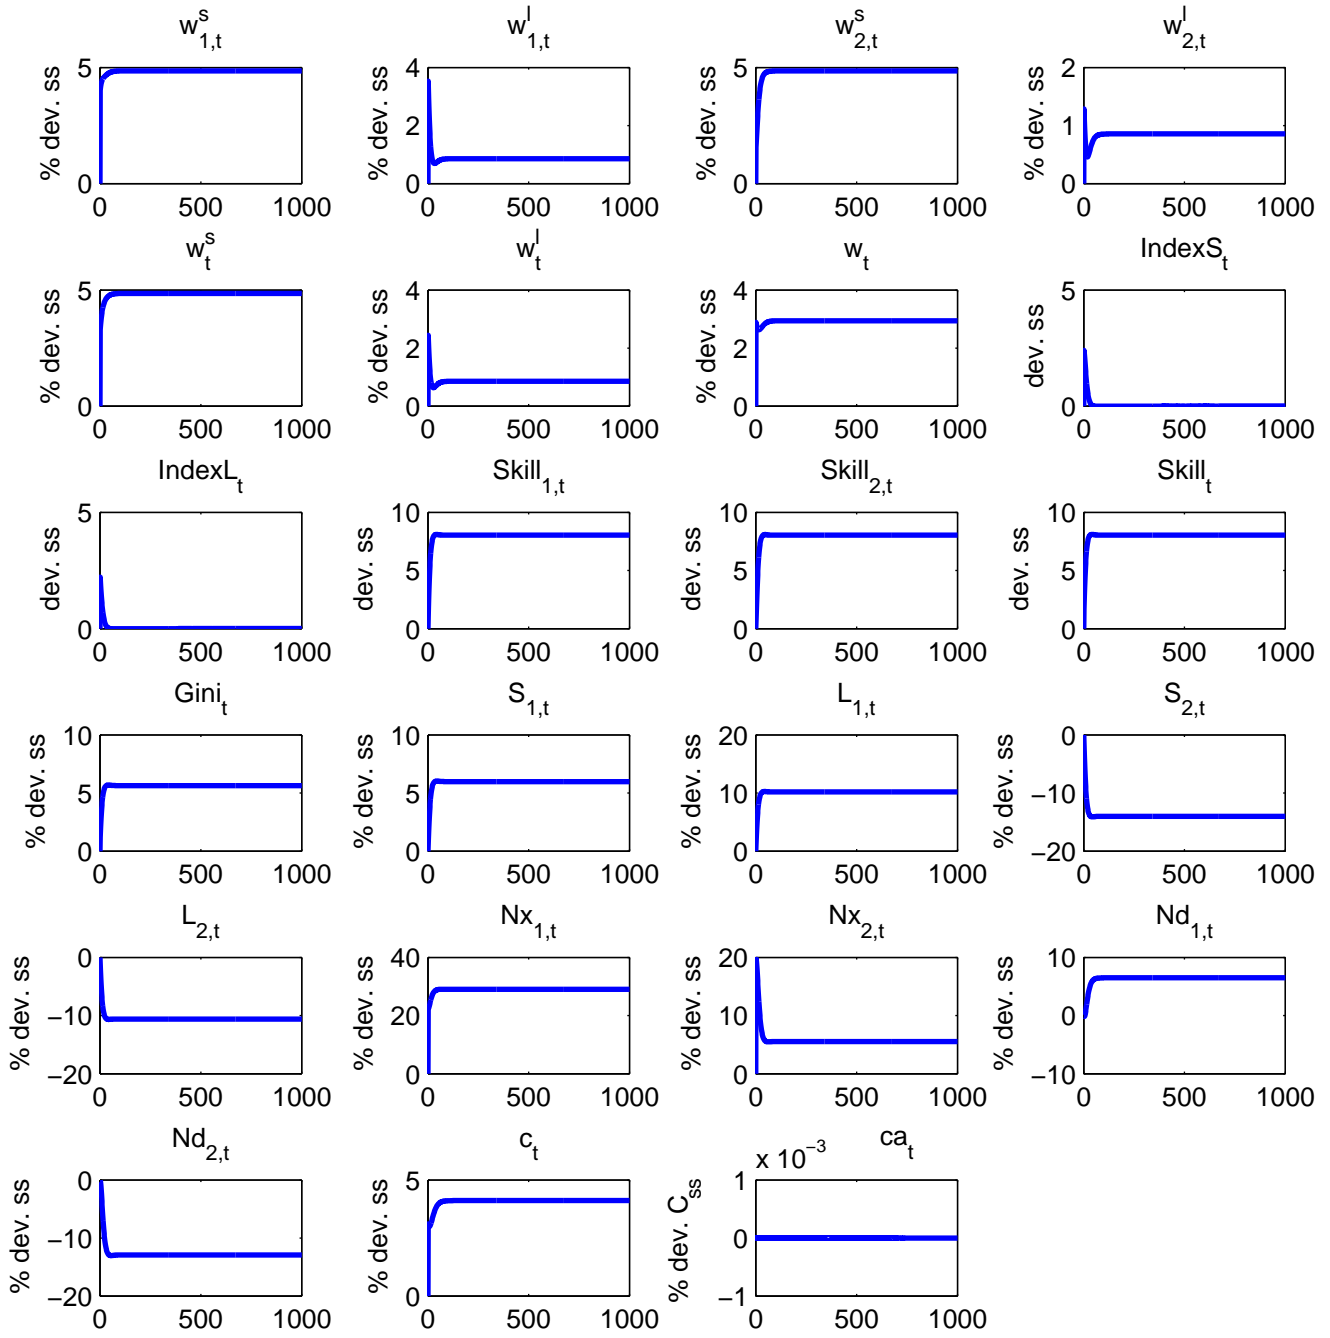 w^s_{1,t} w^l_{1,t} w^s_{2,t} w^l_{2,t}
% dev. ss 5 0 0 500 1000
% dev. ss 4 2 0 0 500 1000
% dev. ss 5 0 0 500 1000
% dev. ss 2 1 0 0 500 1000
w^s_t w^l_t w_t IndexS_t
% dev. ss 5 0 0 500 1000
% dev. ss 4 2 0 0 500 1000
% dev. ss 4 2 0 0 500 1000
dev. ss 5 0 0 500 1000
IndexL_t Skill_{1,t} Skill_{2,t} Skill_t
dev. ss 5 0 0 500 1000
dev. ss 10 5 0 0 500 1000
dev. ss 10 5 0 0 500 1000
dev. ss 10 5 0 0 500 1000
Gini_t S_{1,t} L_{1,t} S_{2,t}
% dev. ss 10 5 0 0 500 1000
% dev. ss 10 5 0 0 500 1000
% dev. ss 20 10 0 0 500 1000
% dev. ss 0 −10 −20 0 500 1000
L_{2,t} Nx_{1,t} Nx_{2,t} Nd_{1,t}
% dev. ss 0 −10 −20 0 500 1000
% dev. ss 40 20 0 0 500 1000
% dev. ss 20 10 0 0 500 1000
% dev. ss 10 0 −10 0 500 1000
Nd_{2,t} c_t ca_t
% dev. ss 0 −10 −20 0 500 1000
% dev. ss 5 0 0 500 1000
x 10^{−3}
% dev. C_{ss} 1 0 −1 0 500 1000